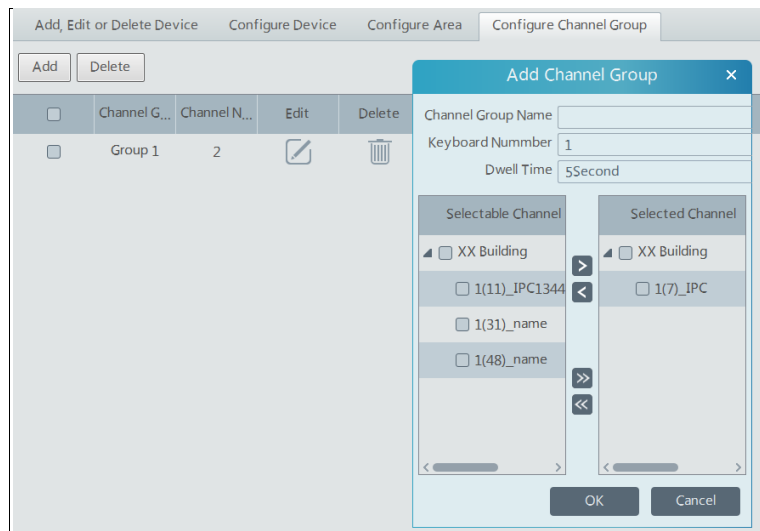 Add, Edit or Delete Device Configure Device Configure Area Configure Channel Group
Add Delete
Channel G... Channel N... Edit Delete
Group 1 2
Add Channel Group
Channel Group Name
Keyboard Nummber 1
Dwell Time 5Second
Selectable Channel Selected Channel
XX Building XX Building
1(11)_IPC1344 1(7)_IPC
1(31)_name
1(48)_name
OK Cancel